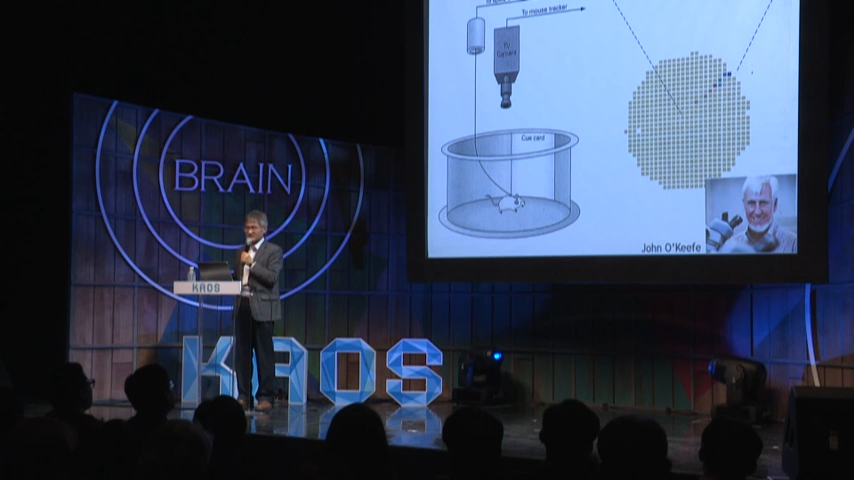 To mouse tracker
TV
Camera
Cue card
John O'Keefe
BRAIN
KAOS
KAOS